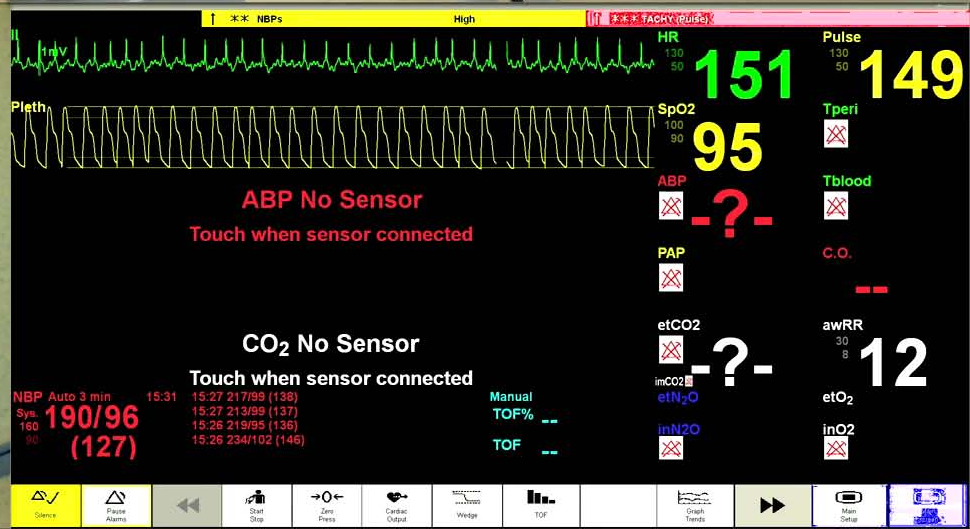 ↑ ** NBPs High *** TACHY (Pulse)
II
1mV
HR
130
50
151
Pulse
130
50
149
Pleth
SpO2
100
90
95
Tperi
ABP No Sensor
Touch when sensor connected
ABP
-?-
Tblood
PAP
C.O.
--
CO2 No Sensor
Touch when sensor connected
etCO2
-?-
imCO2
awRR
30
8
12
NBP Auto 3 min 15:31
Sys.
160
90
190/96
(127)
15:27 217/99 (138)
15:27 213/99 (137)
15:26 219/95 (136)
15:26 234/102 (146)
Manual
TOF% --
TOF --
etN2O
inN2O
etO2
inO2
Silence
Pause
Alarms
Start
Stop
→0←
Zero
Press
Cardiac
Output
Wedge
TOF
Graph
Trends
Main
Setup